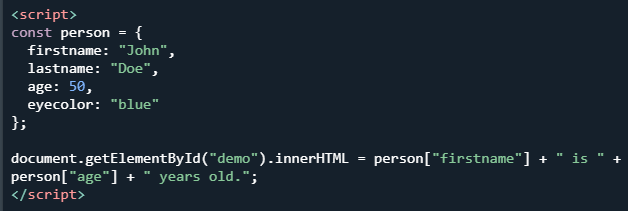 <script>
const person = {
  firstname: "John",
  lastname: "Doe",
  age: 50,
  eyecolor: "blue"
};

document.getElementById("demo").innerHTML = person["firstname"] + " is " +
person["age"] + " years old.";
</script>